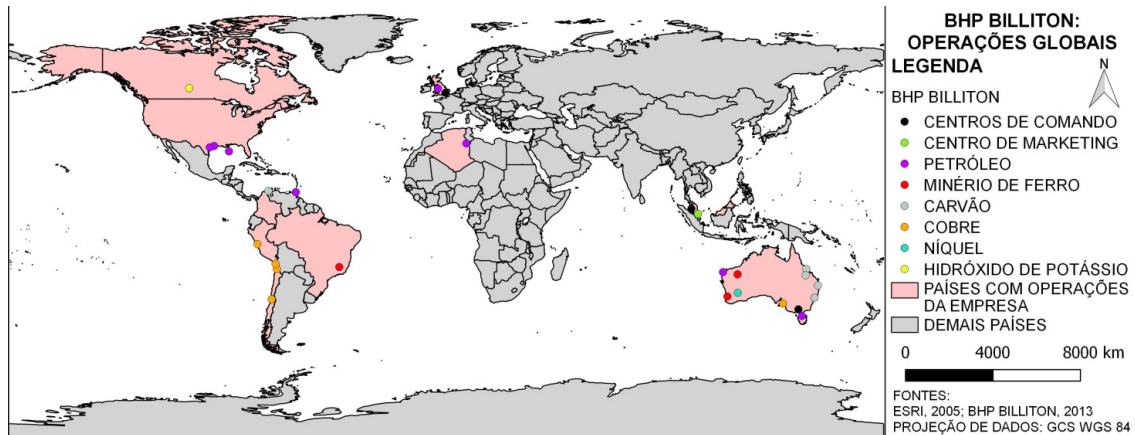 BHP BILLITON:
OPERAÇÕES GLOBAIS
LEGENDA
N
BHP BILLITON
CENTROS DE COMANDO
CENTRO DE MARKETING
PETRÓLEO
MINÉRIO DE FERRO
CARVÃO
COBRE
NÍQUEL
HIDRÓXIDO DE POTÁSSIO
PAÍSES COM OPERAÇÕES
DA EMPRESA
DEMAIS PAÍSES
0 4000 8000 km
FONTES:
ESRI, 2005; BHP BILLITON, 2013
PROJEÇÃO DE DADOS: GCS WGS 84